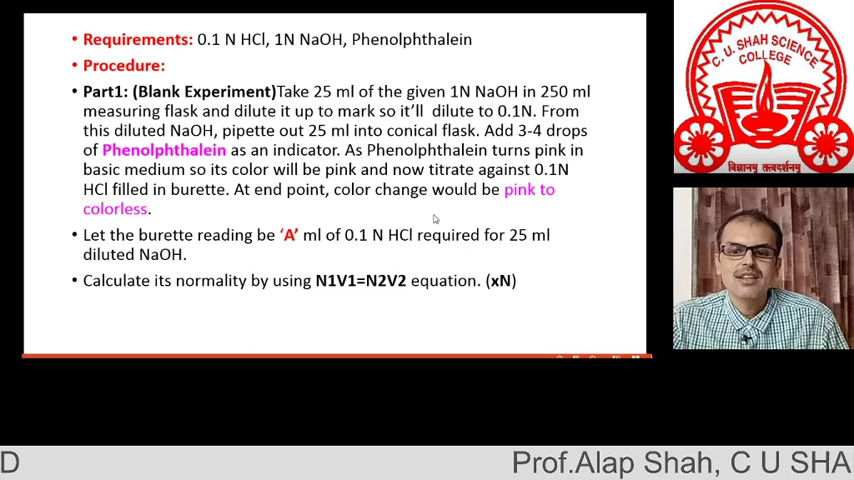 • Requirements: 0.1 N HCl, 1N NaOH, Phenolphthalein
• Procedure:
• Part1: (Blank Experiment)Take 25 ml of the given 1N NaOH in 250 ml
measuring flask and dilute it up to mark so it'll dilute to 0.1N. From
this diluted NaOH, pipette out 25 ml into conical flask. Add 3-4 drops
of Phenolphthalein as an indicator. As Phenolphthalein turns pink in
basic medium so its color will be pink and now titrate against 0.1N
HCl filled in burette. At end point, color change would be pink to
colorless.
• Let the burette reading be ‘A’ ml of 0.1 N HCl required for 25 ml
diluted NaOH.
• Calculate its normality by using N1V1=N2V2 equation. (xN)
C. U. SHAH SCIENCE
COLLEGE
विज्ञानमृ तत्त्वदर्शनम्
D
Prof.Alap Shah, C U SHA